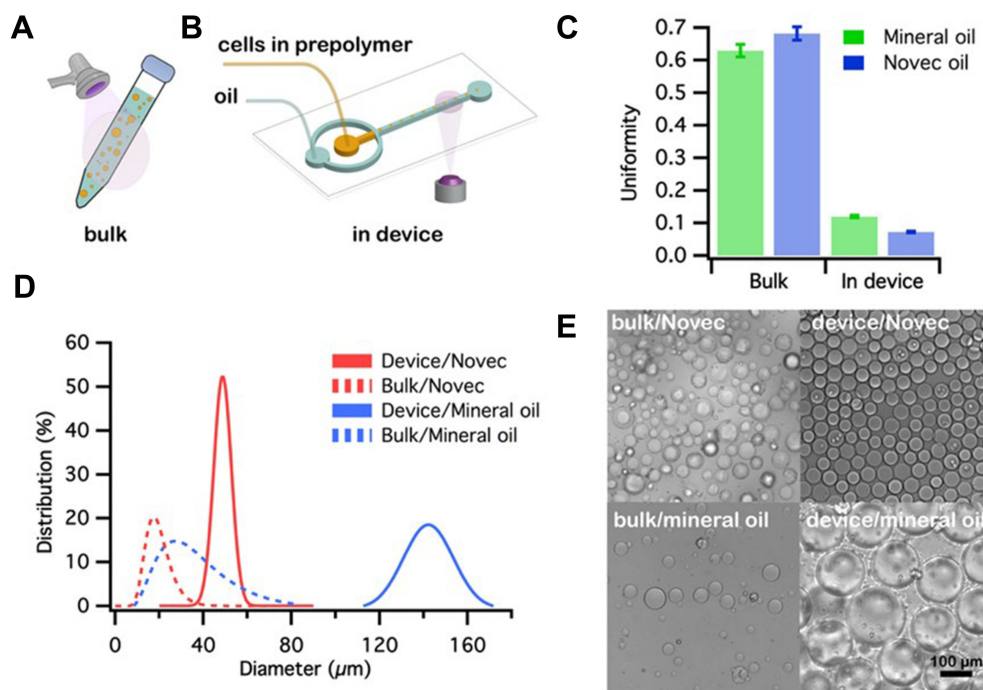 A
B
cells in prepolymer
oil
bulk
in device
C
0.7
0.6
0.5
0.4
0.3
0.2
0.1
0.0
Uniformity
Mineral oil
Novec oil
Bulk
In device
D
60
50
40
30
20
10
0
Distribution (%)
Device/Novec
Bulk/Novec
Device/Mineral oil
Bulk/Mineral oil
0
40
80
120
160
Diameter (µm)
E
bulk/Novec
device/Novec
bulk/mineral oil
device/mineral oil
100 µm